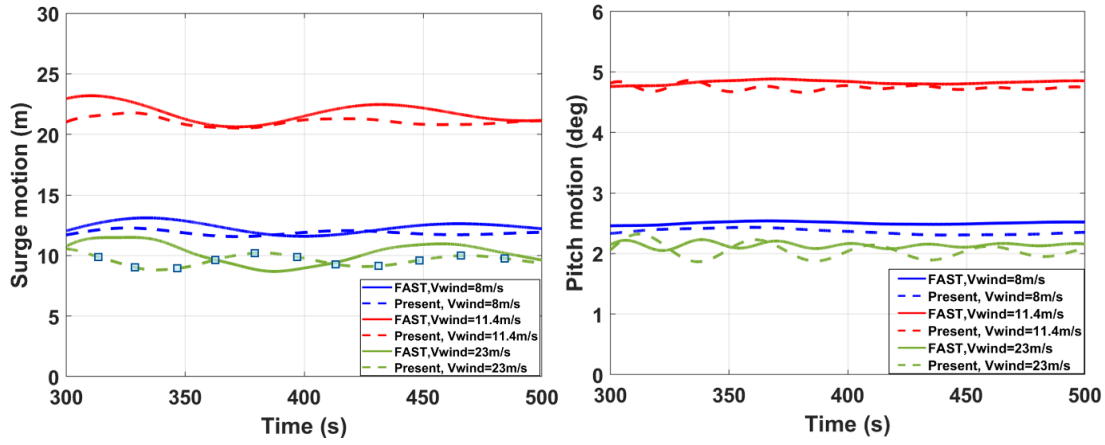 30
25
20
15
10
5
0
Surge motion (m)
300
350
400
450
500
Time (s)
FAST,Vwind=8m/s
Present, Vwind=8m/s
FAST,Vwind=11.4m/s
Present, Vwind=11.4m/s
FAST,Vwind=23m/s
Present, Vwind=23m/s
6
5
4
3
2
1
0
Pitch motion (deg)
300
350
400
450
500
Time (s)
FAST,Vwind=8m/s
Present, Vwind=8m/s
FAST,Vwind=11.4m/s
Present, Vwind=11.4m/s
FAST,Vwind=23m/s
Present, Vwind=23m/s